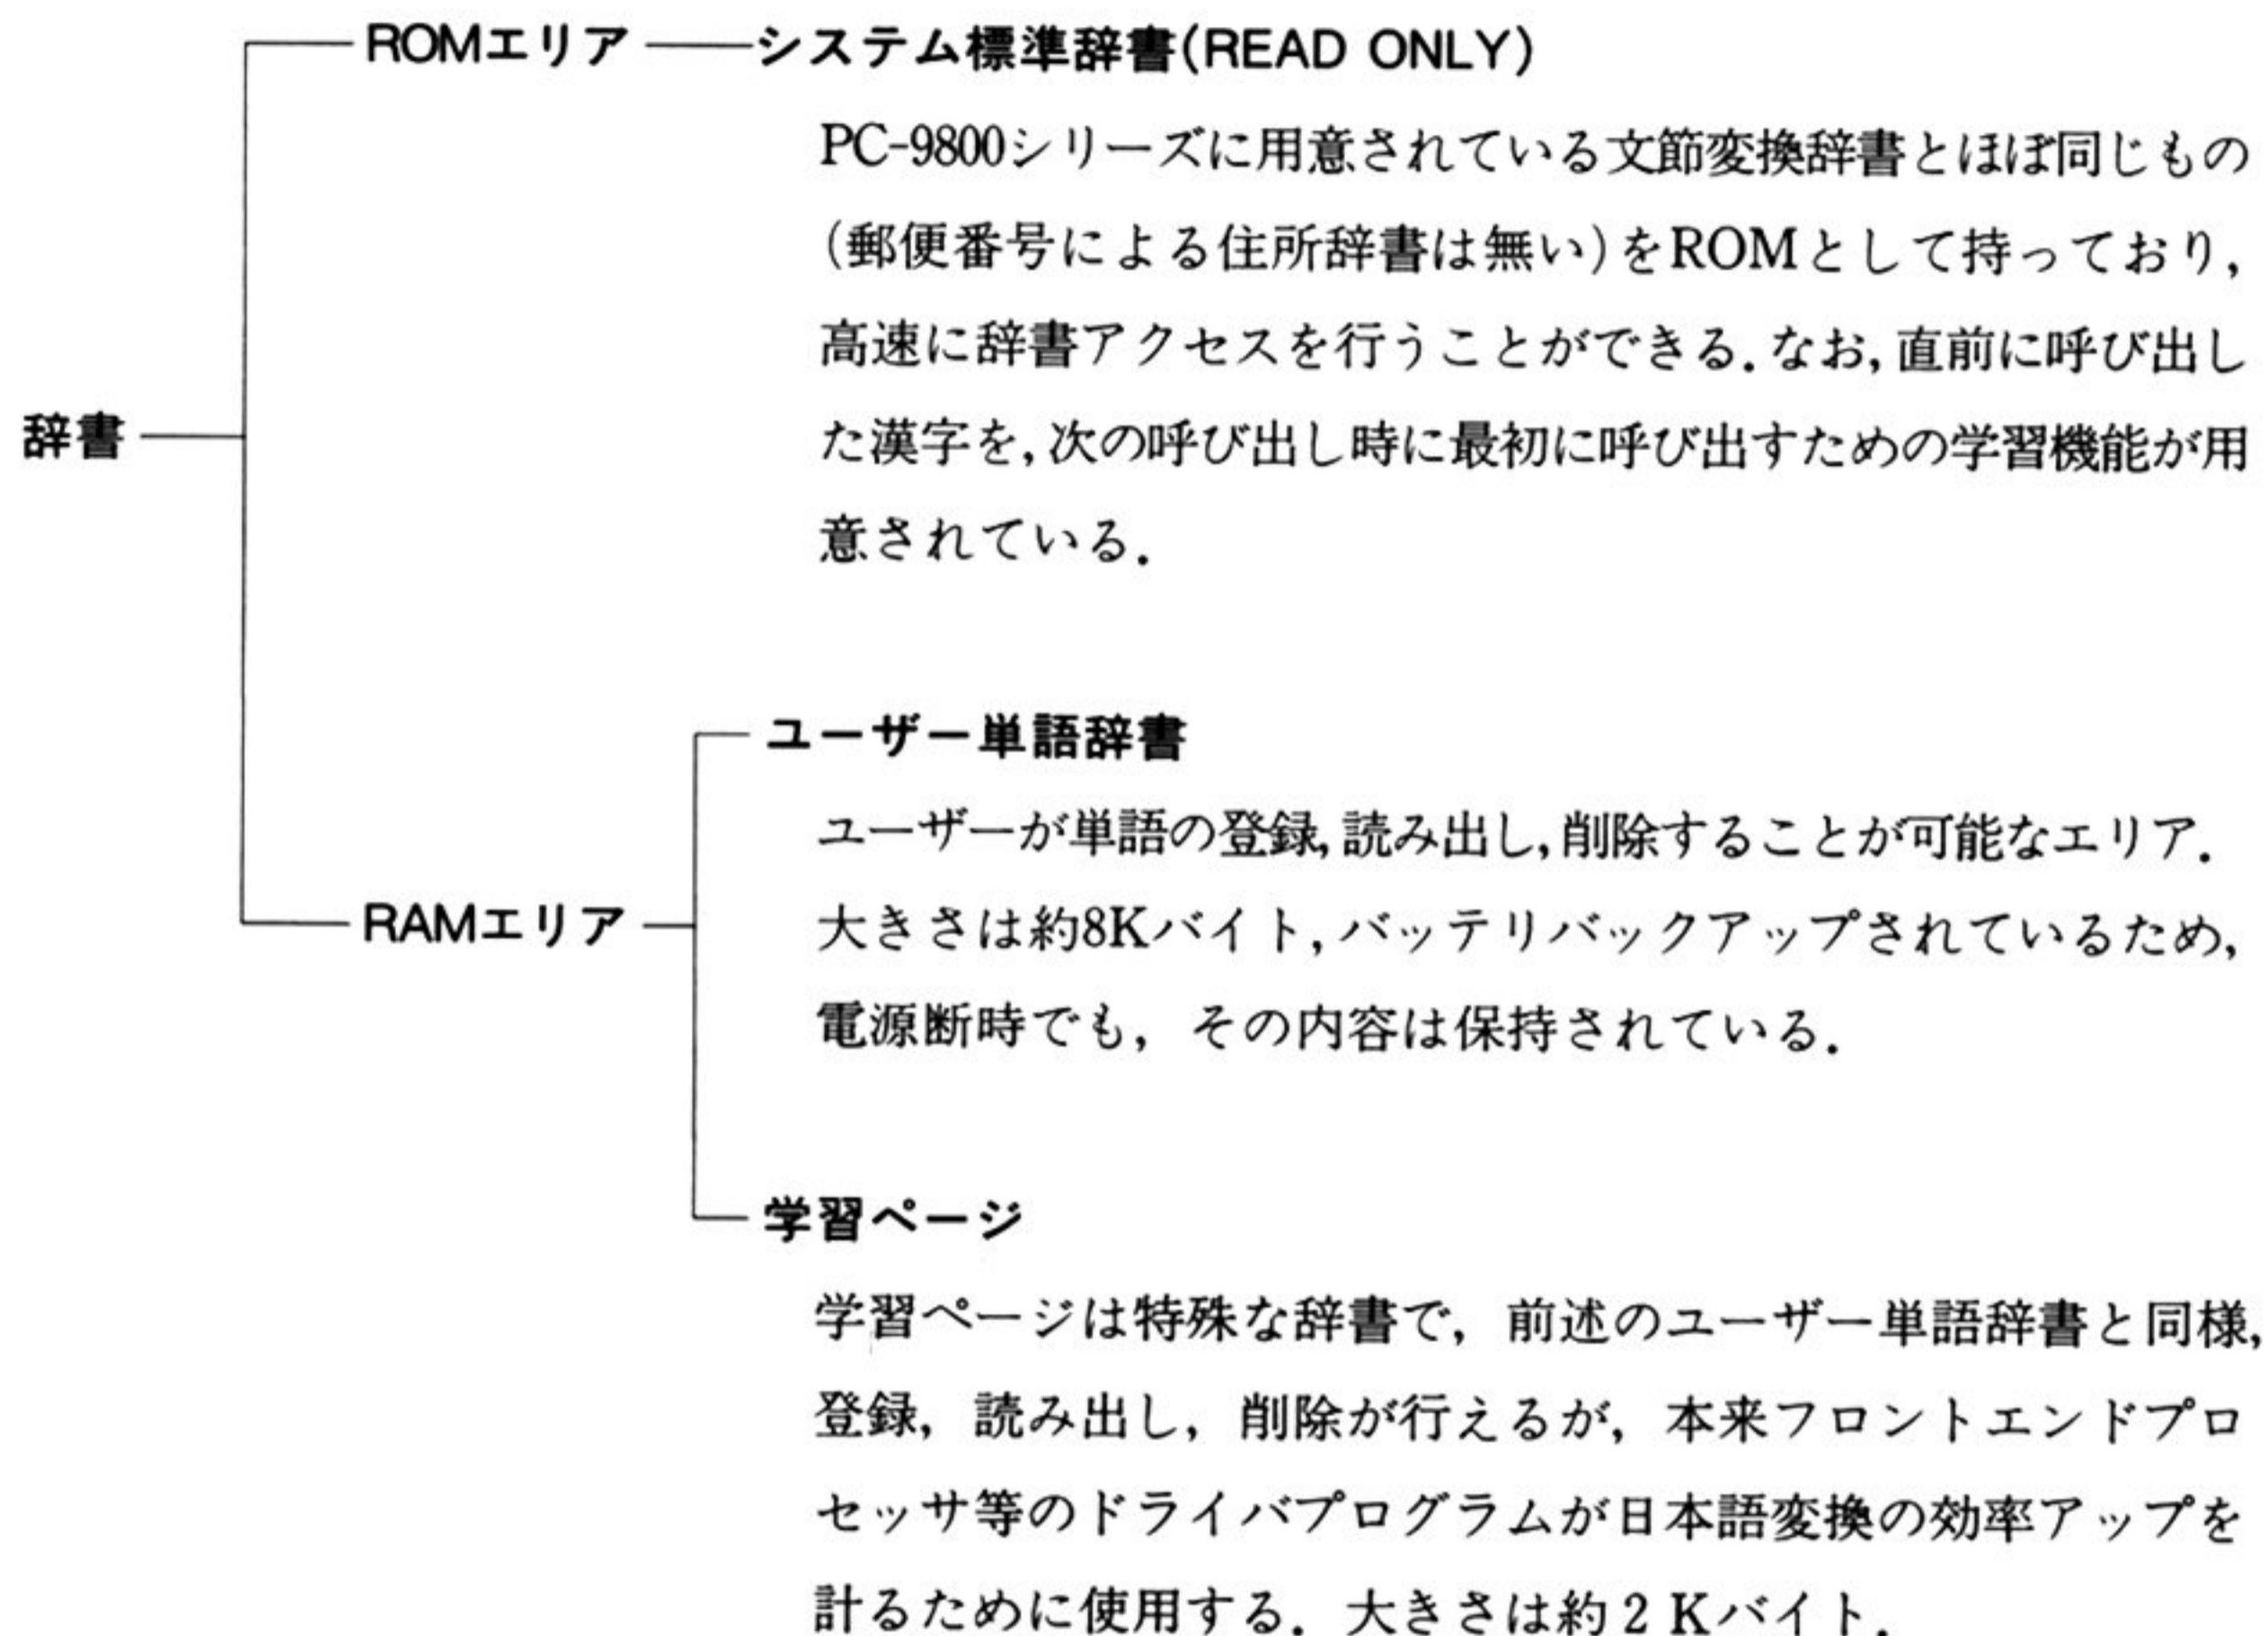 ROMエリア システム標準辞書(READ ONLY)
PC-9800シリーズに用意されている文節変換辞書とほぼ同じもの
(郵便番号による住所辞書は無い)をROMとして持っており,
高速に辞書アクセスを行うことができる.なお,直前に呼び出し
た漢字を,次の呼び出し時に最初に呼び出すための学習機能が用
意されている.
辞書
ユーザー単語辞書
ユーザーが単語の登録,読み出し,削除することが可能なエリア.
大きさは約8Kバイト,バッテリバックアップされているため,
電源断時でも,その内容は保持されている.
RAMエリア
学習ページ
学習ページは特殊な辞書で,前述のユーザー単語辞書と同様,
登録,読み出し,削除が行えるが,本来フロントエンドプロ
セッサ等のドライバプログラムが日本語変換の効率アップを
計るために使用する.大きさは約2Kバイト.